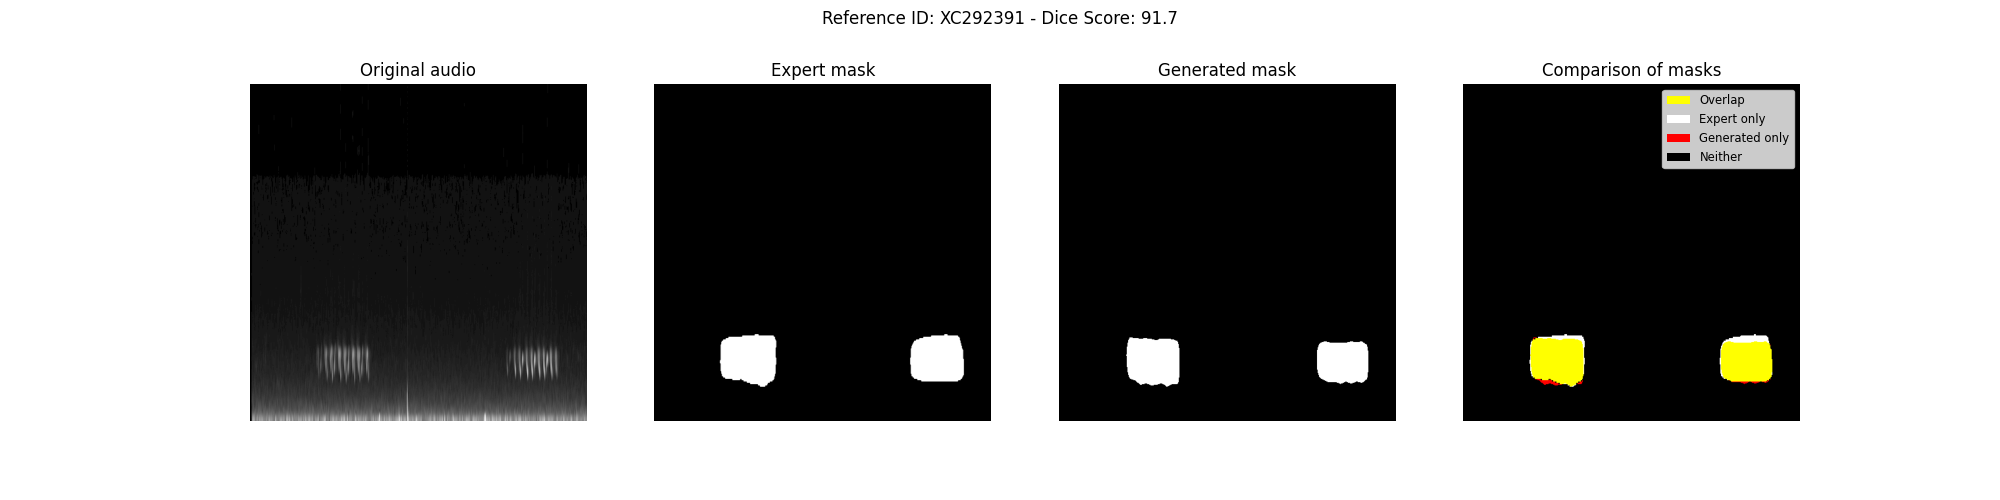 Reference ID: XC292391 - Dice Score: 91.7
Original audio
Expert mask
Generated mask
Comparison of masks
Overlap
Expert only
Generated only
Neither